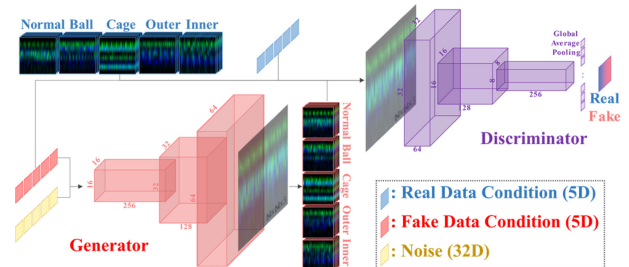 Normal Ball Cage Outer Inner
32
32
16
16
8
8
64
128
256
Global
Average
Pooling
Real
Fake
Discriminator
64
32
16
16
32
64
256
128
Generator
Normal Ball Cage Outer Inner
: Real Data Condition (5D)
: Fake Data Condition (5D)
: Noise (32D)